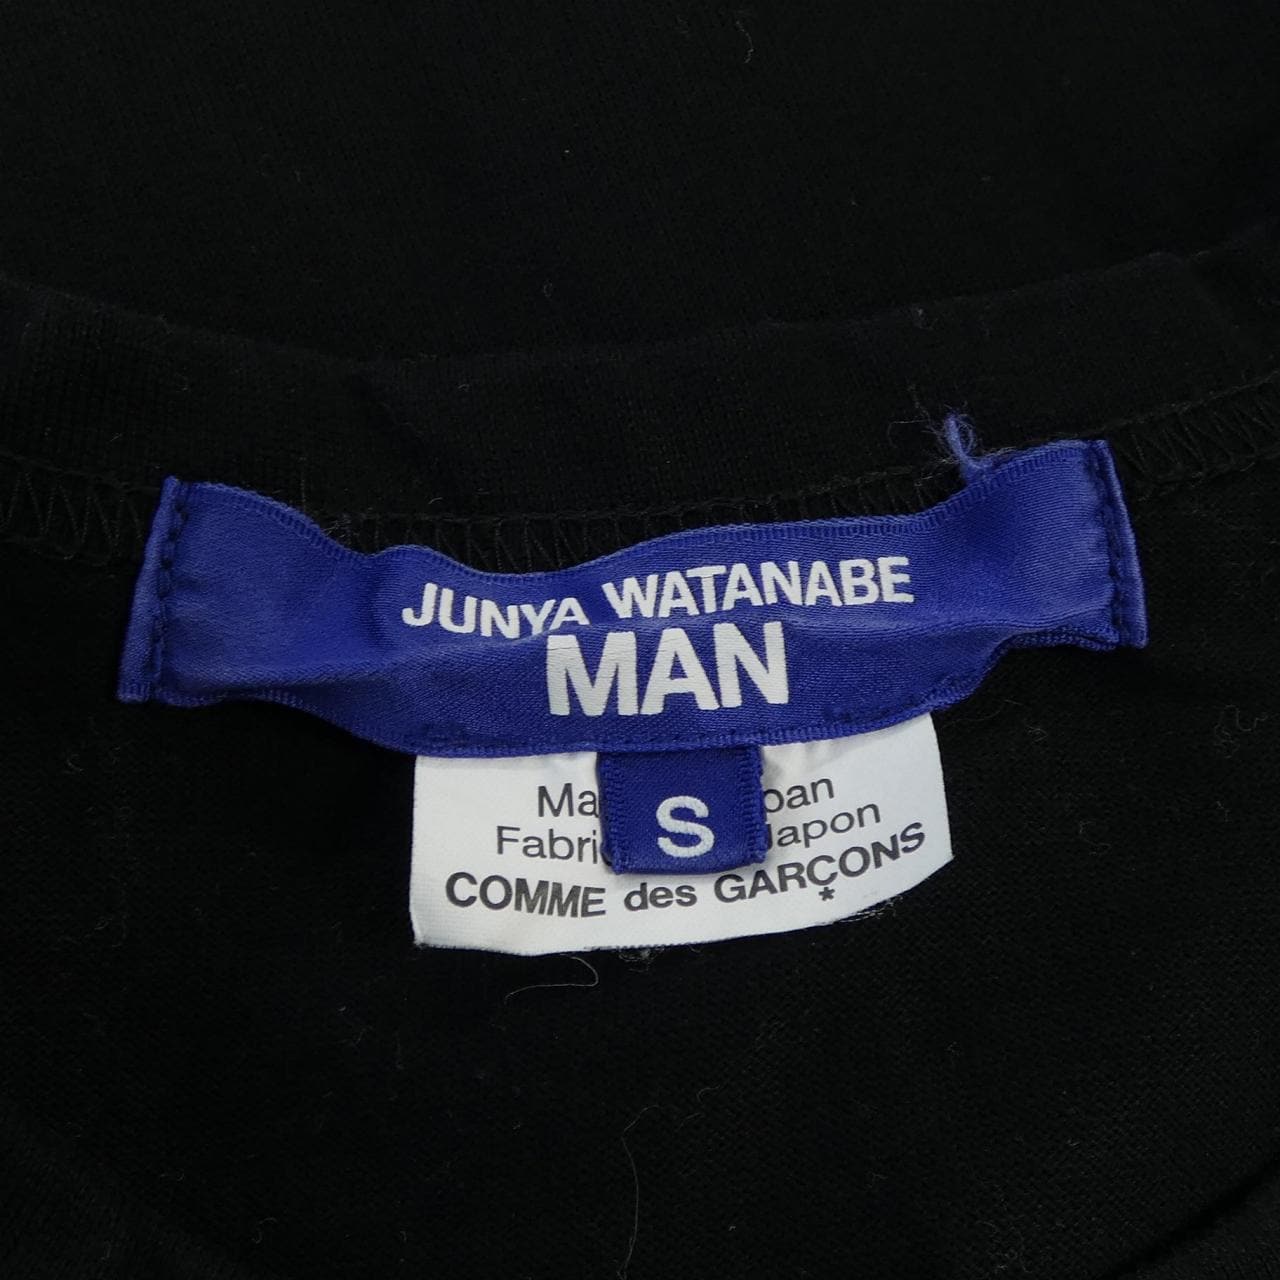 JUNYA WATANABE
MAN
S
COMME des GARÇONS
*